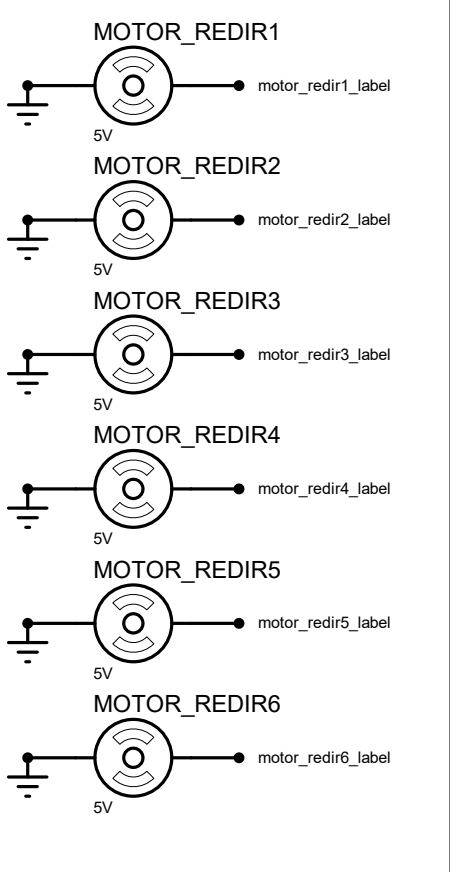 MOTOR_REDIR1
motor_redir1_label
5V
MOTOR_REDIR2
motor_redir2_label
5V
MOTOR_REDIR3
motor_redir3_label
5V
MOTOR_REDIR4
motor_redir4_label
5V
MOTOR_REDIR5
motor_redir5_label
5V
MOTOR_REDIR6
motor_redir6_label
5V